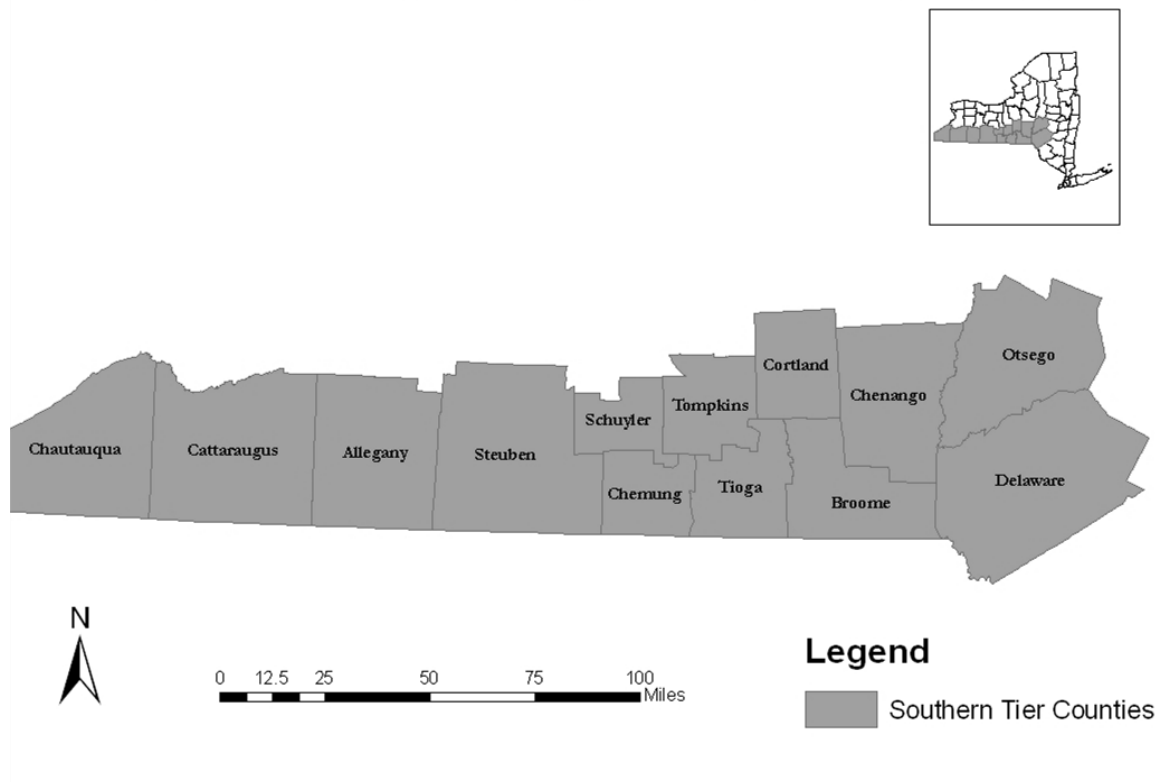 Otsego
Cortland
Chenango
Tompkins
Schuyler
Chautauqua
Cattaraugus
Allegany
Steuben
Delaware
Chemung
Tioga
Broome
N
0 12.5 25 50 75 100
Miles
Legend
Southern Tier Counties